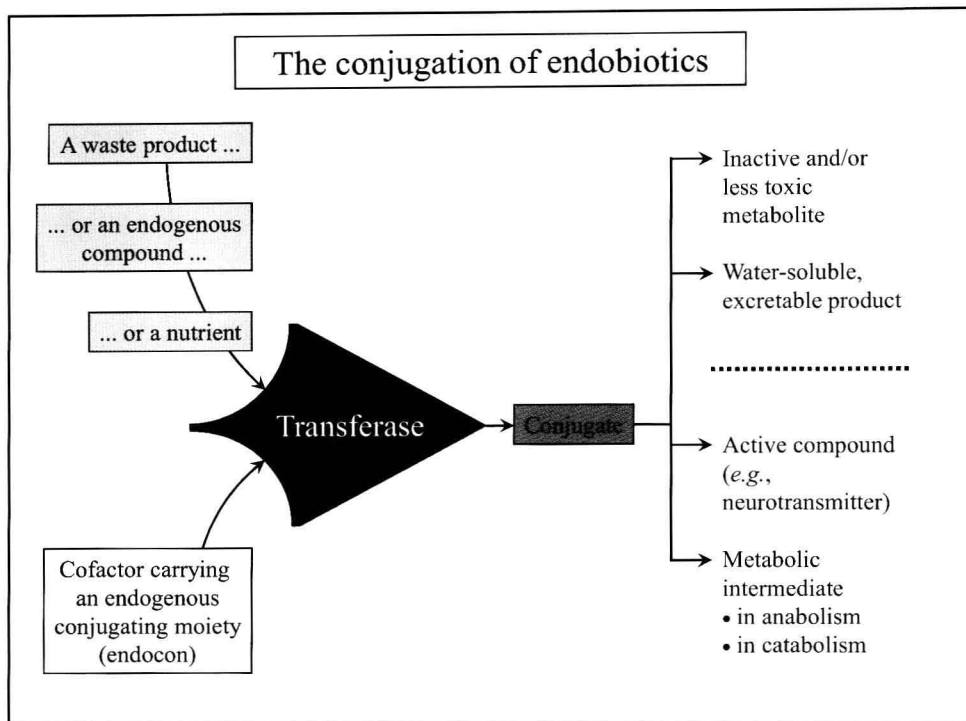 The conjugation of endobiotics
A waste product ...
... or an endogenous
compound ...
... or a nutrient
Transferase
Cofactor carrying
an endogenous
conjugating moiety
(endocon)
Conjugate
Inactive and/or
less toxic
metabolite
Water-soluble,
excretable product
Active compound
(e.g.,
neurotransmitter)
Metabolic
intermediate
• in anabolism
• in catabolism